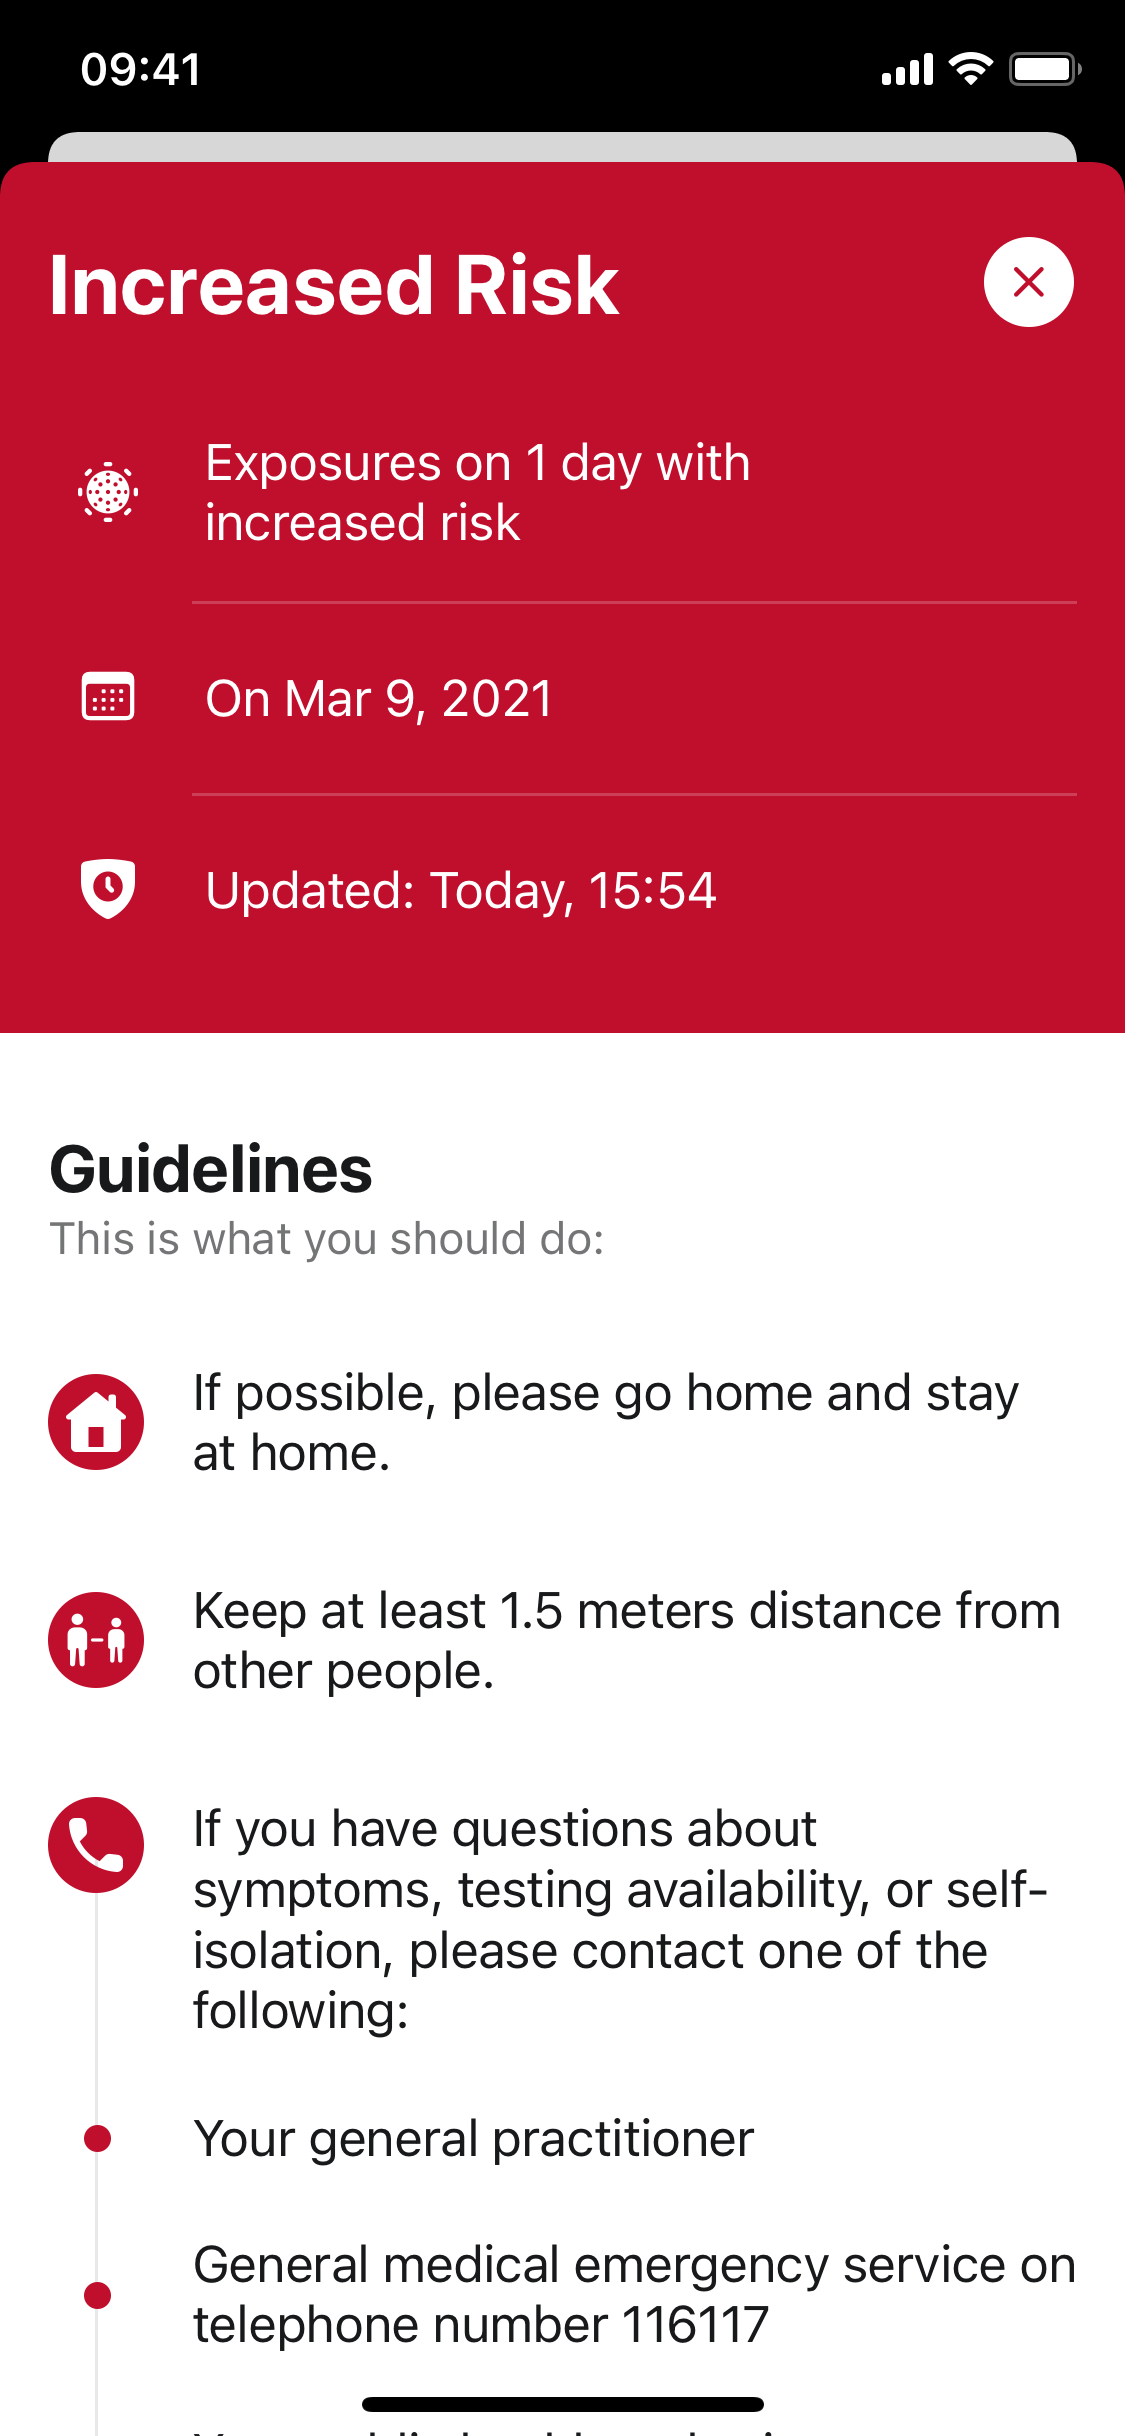 09:41
Increased Risk
Exposures on 1 day with
increased risk
On Mar 9, 2021
Updated: Today, 15:54
Guidelines
This is what you should do:
If possible, please go home and stay
at home.
Keep at least 1.5 meters distance from
other people.
If you have questions about
symptoms, testing availability, or self-
isolation, please contact one of the
following:
Your general practitioner
General medical emergency service on
telephone number 116117